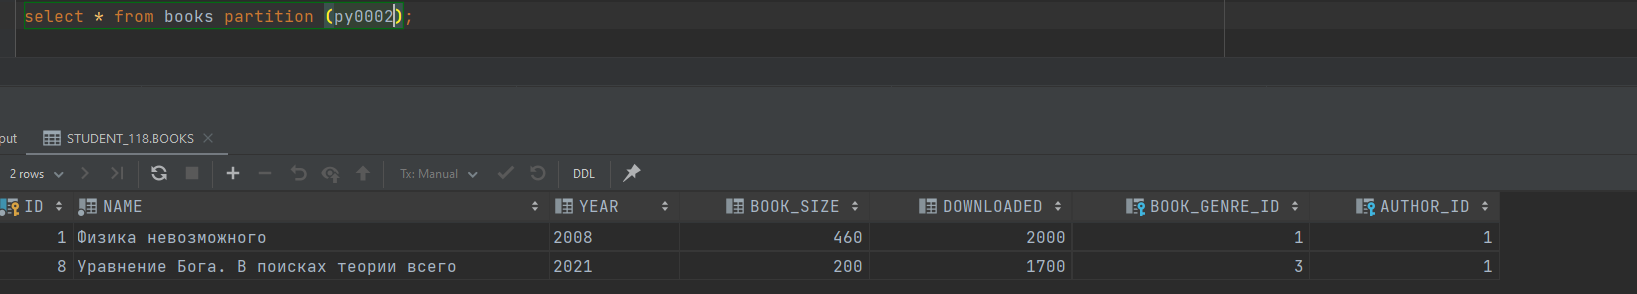 select * from books partition (py0002);
put STUDENT_118.BOOKS
2 rows Tx: Manual DDL
ID NAME YEAR BOOK_SIZE DOWNLOADED BOOK_GENRE_ID AUTHOR_ID
1 Физика невозможного 2008 460 2000 1 1
8 Уравнение Бога. В поисках теории всего 2021 200 1700 3 1